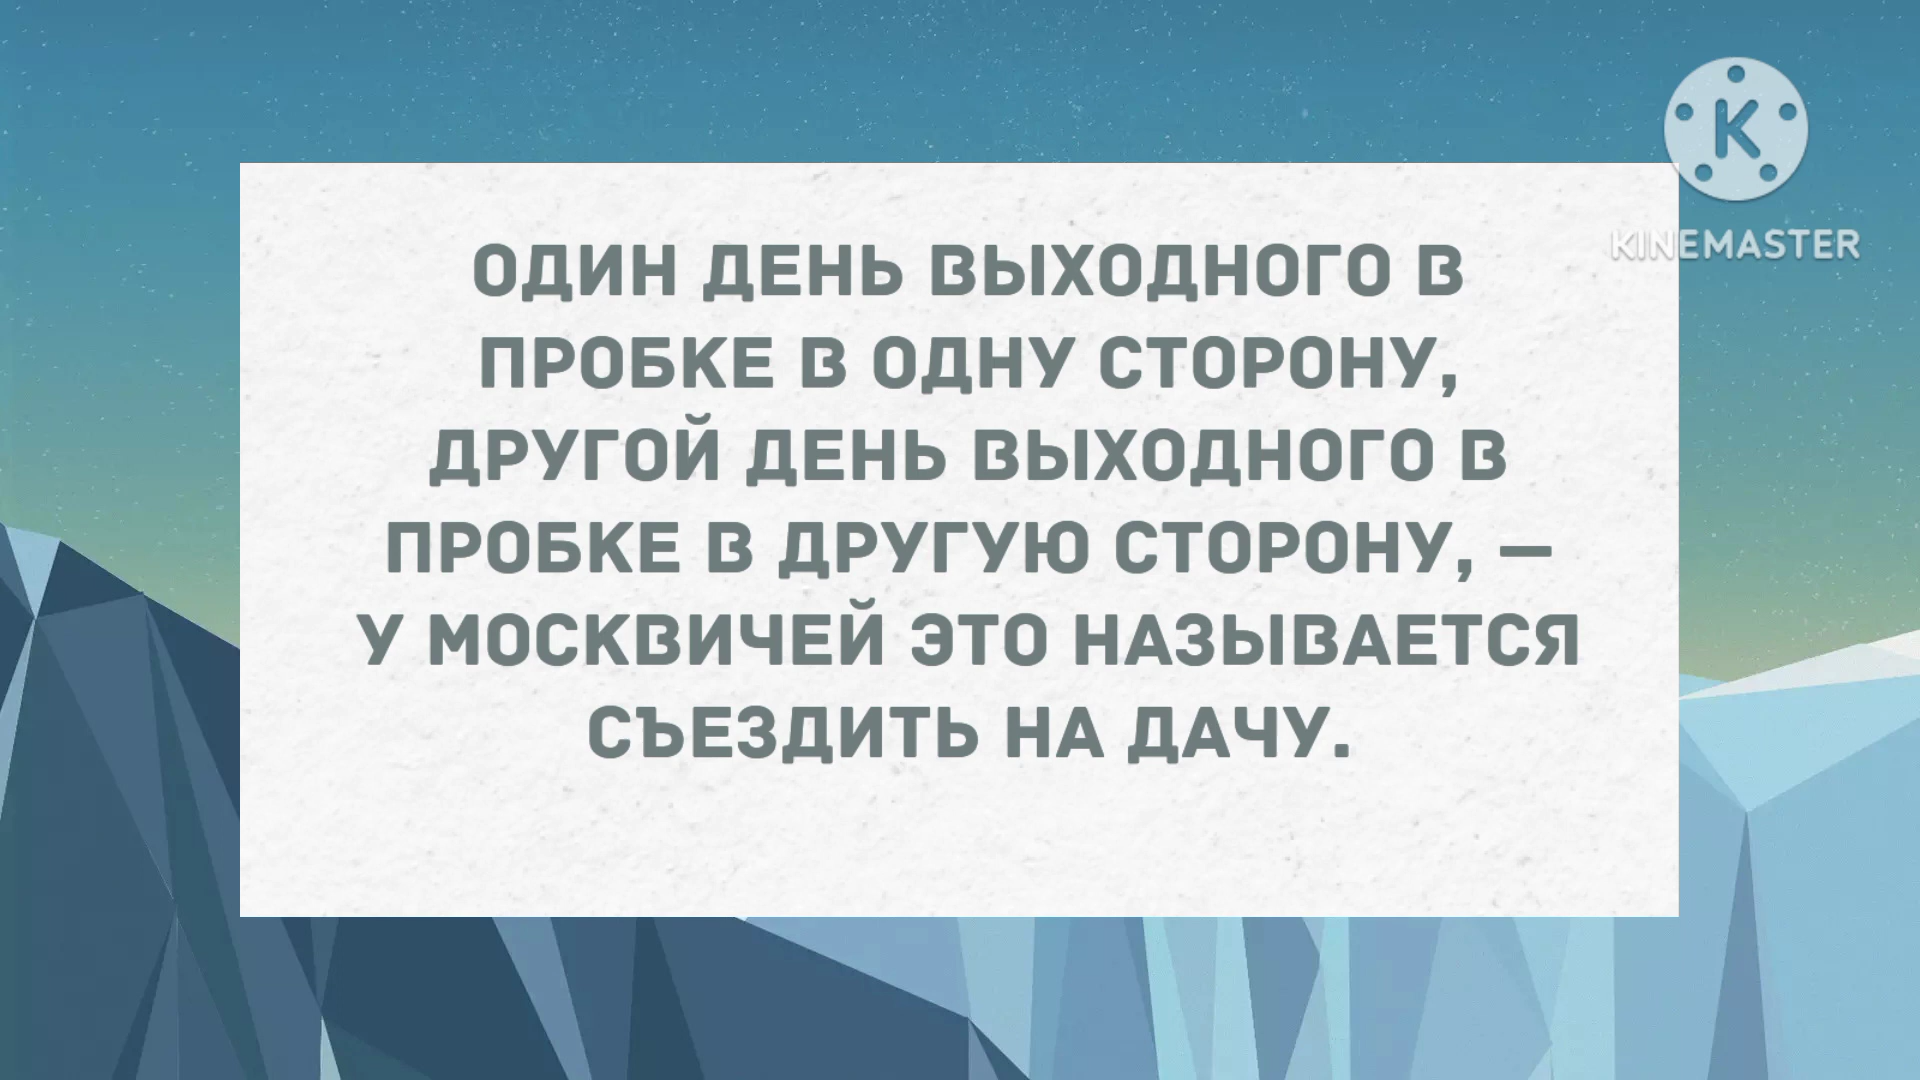 ОДИН ДЕНЬ ВЫХОДНОГО В
ПРОБКЕ В ОДНУ СТОРОНУ,
ДРУГОЙ ДЕНЬ ВЫХОДНОГО В
ПРОБКЕ В ДРУГУЮ СТОРОНУ, —
У МОСКВИЧЕЙ ЭТО НАЗЫВАЕТСЯ
СЪЕЗДИТЬ НА ДАЧУ.
K
KINEMASTER